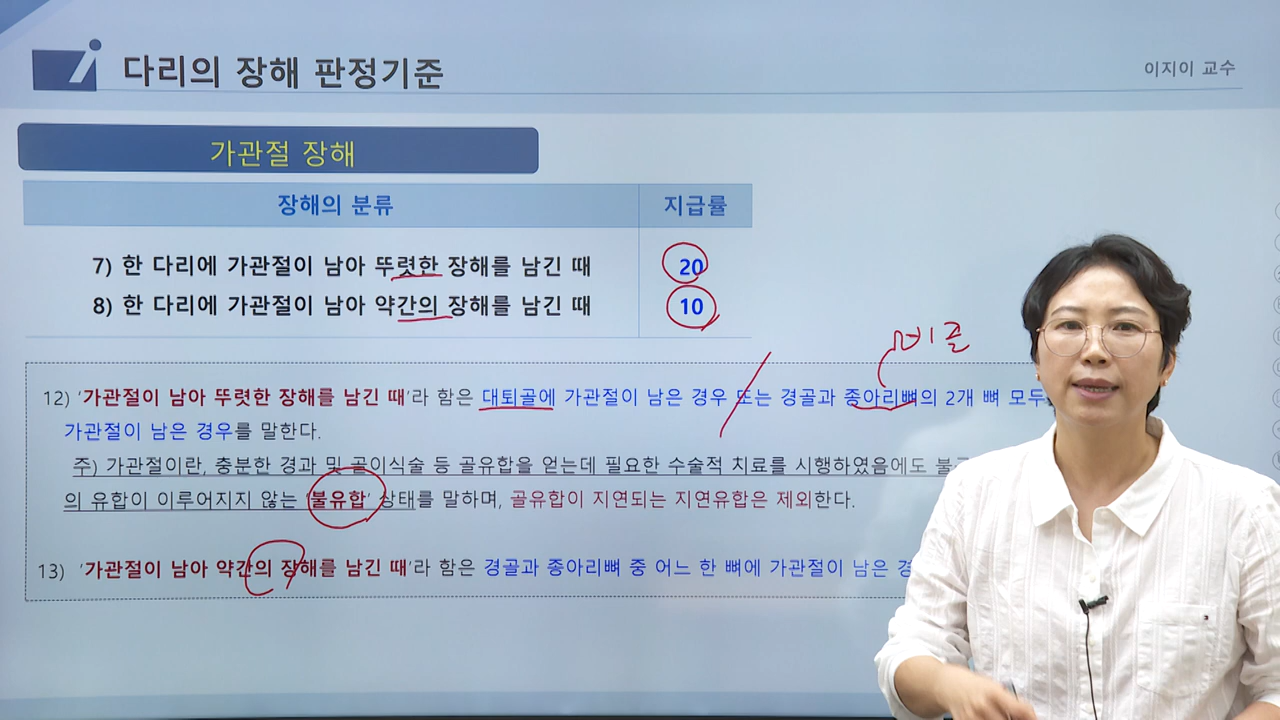 다리의 장해 판정기준
이지이 교수
가관절 장해
장해의 분류 지급률
7) 한 다리에 가관절이 남아 뚜렷한 장해를 남긴 때 20
8) 한 다리에 가관절이 남아 약간의 장해를 남긴 때 10
비골
12) '가관절이 남아 뚜렷한 장해를 남긴 때'라 함은 대퇴골에 가관절이 남은 경우 또는 경골과 종아리뼈의 2개 뼈 모두
가관절이 남은 경우를 말한다.
주) 가관절이란, 충분한 경과 및 골이식술 등 골유합을 얻는데 필요한 수술적 치료를 시행하였음에도 불구
의 유합이 이루어지지 않는 '불유합' 상태를 말하며, 골유합이 지연되는 지연유합은 제외한다.
13) '가관절이 남아 약간의 장해를 남긴 때'라 함은 경골과 종아리뼈 중 어느 한 뼈에 가관절이 남은 경